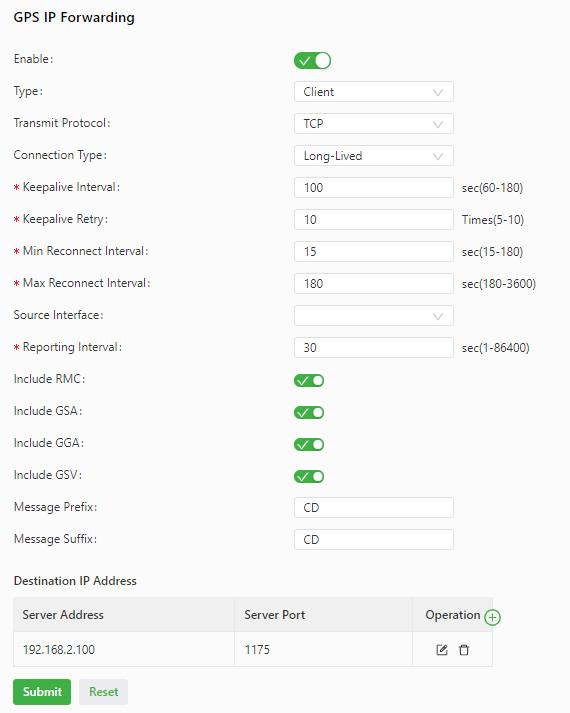 GPS IP Forwarding
Enable:
Type: Client
Transmit Protocol: TCP
Connection Type: Long-Lived
* Keepalive Interval: 100 sec(60-180)
* Keepalive Retry: 10 Times(5-10)
* Min Reconnect Interval: 15 sec(15-180)
* Max Reconnect Interval: 180 sec(180-3600)
Source Interface:
* Reporting Interval: 30 sec(1-86400)
Include RMC:
Include GSA:
Include GGA:
Include GSV:
Message Prefix: CD
Message Suffix: CD
Destination IP Address
Server Address Server Port Operation
192.168.2.100 1175
Submit Reset